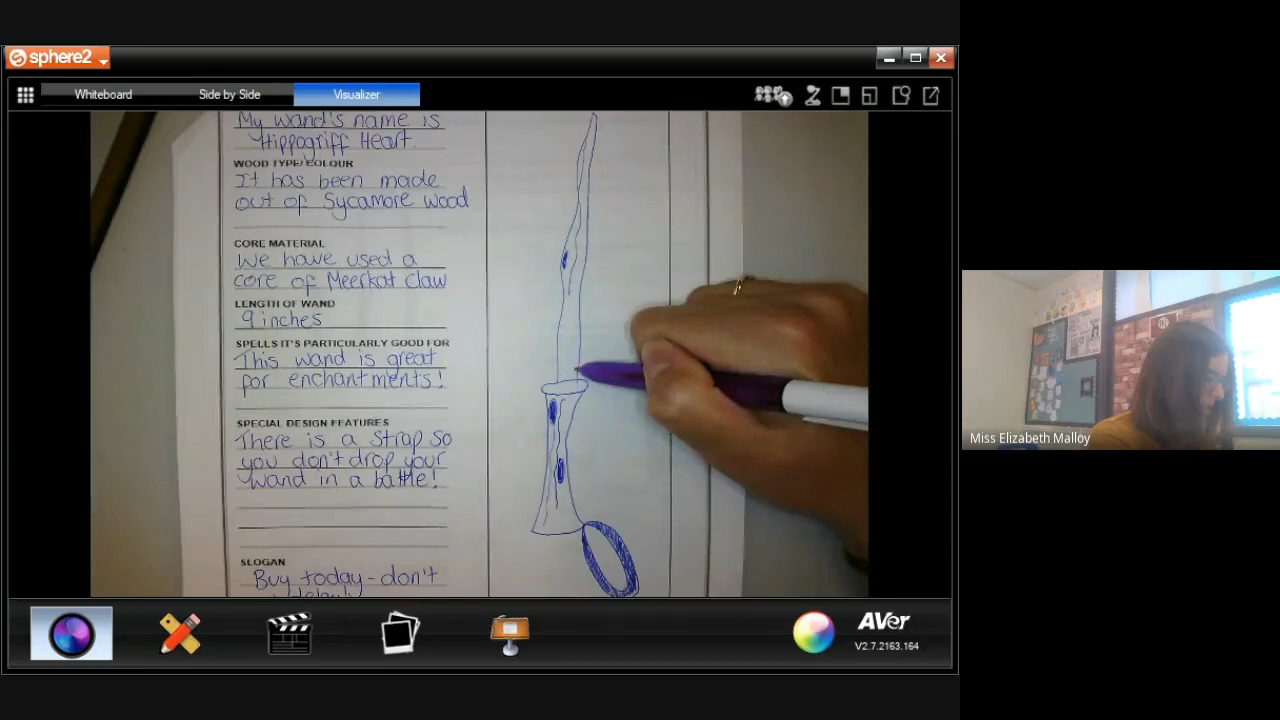 sphere2
Whiteboard
Side by Side
Visualizer
My wand's name is
Hippogriff Heart.
WOOD TYPE/COLOUR
It has been made
out of Sycamore wood
CORE MATERIAL
We have used a
core of Meerkat Claw
LENGTH OF WAND
9 inches
SPELLS IT'S PARTICULARLY GOOD FOR
This wand is great
for enchantments!
SPECIAL DESIGN FEATURES
There is a strap so
you don't drop your
wand in a battle!
SLOGAN
Buy today - don't
delay!
AVer
V2.7.2163.164
Miss Elizabeth Malloy